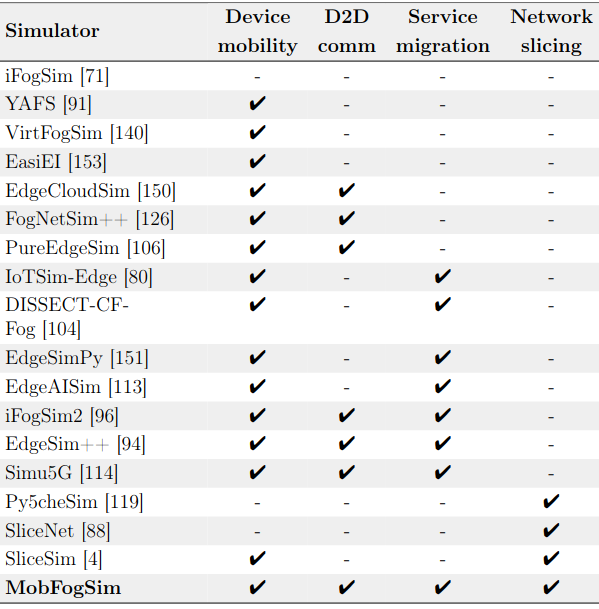 Simulator Device mobility D2D comm Service migration Network slicing
iFogSim [71] - - - -
YAFS [91] ✔ - - -
VirtFogSim [140] ✔ - - -
EasiEI [153] ✔ - - -
EdgeCloudSim [150] ✔ ✔ - -
FogNetSim++ [126] ✔ ✔ - -
PureEdgeSim [106] ✔ ✔ - -
IoTSim-Edge [80] ✔ - ✔ -
DISSECT-CF- ✔ - ✔ -
Fog [104]
EdgeSimPy [151] ✔ - ✔ -
EdgeAISim [113] ✔ - ✔ -
iFogSim2 [96] ✔ ✔ ✔ -
EdgeSim++ [94] ✔ ✔ ✔ -
Simu5G [114] ✔ ✔ ✔ -
Py5cheSim [119] - - - ✔
SliceNet [88] - - - ✔
SliceSim [4] ✔ - - ✔
MobFogSim ✔ ✔ ✔ ✔